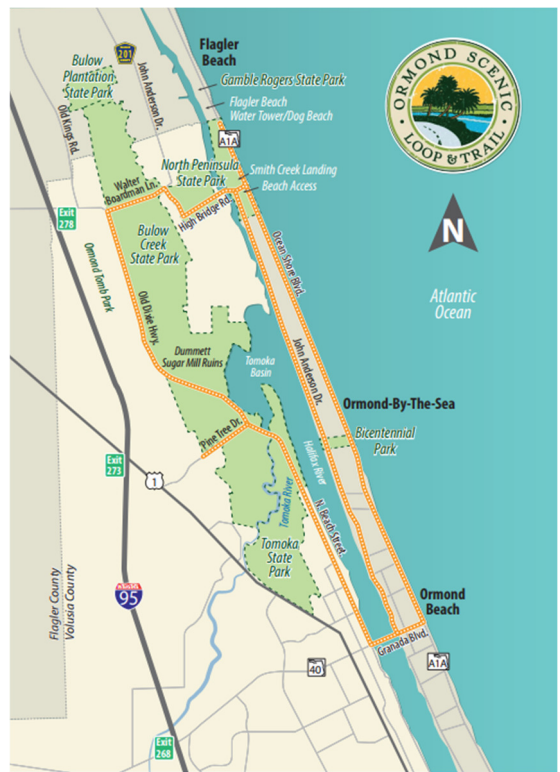 Flagler
Beach
Bulow
Plantation
State Park
201
John Anderson Dr.
Gamble Rogers State Park
Flagler Beach
Water Tower/Dog Beach
Old Kings Rd.
A1A
North Peninsula
State Park
Smith Creek Landing
Beach Access
Walter
Boardman Ln.
High Bridge Rd.
Exit
278
Bulow
Creek
State Park
Ormond Tomb Park
Old Dixie Hwy.
Ocean Shore Blvd.
ORMOND SCENIC
LOOP & TRAIL
N
Atlantic
Ocean
Dummett
Sugar Mill Ruins
Tomoka
Basin
John Anderson Dr.
Ormond-By-The-Sea
Bicentennial
Park
Pine Tree Dr.
Halifax River
Exit
273
1
Tomoka River
N. Beach Street
Tomoka
State
Park
Flagler County
Volusia County
INTERSTATE
95
Ormond
Beach
Granada Blvd.
A1A
40
Exit
268